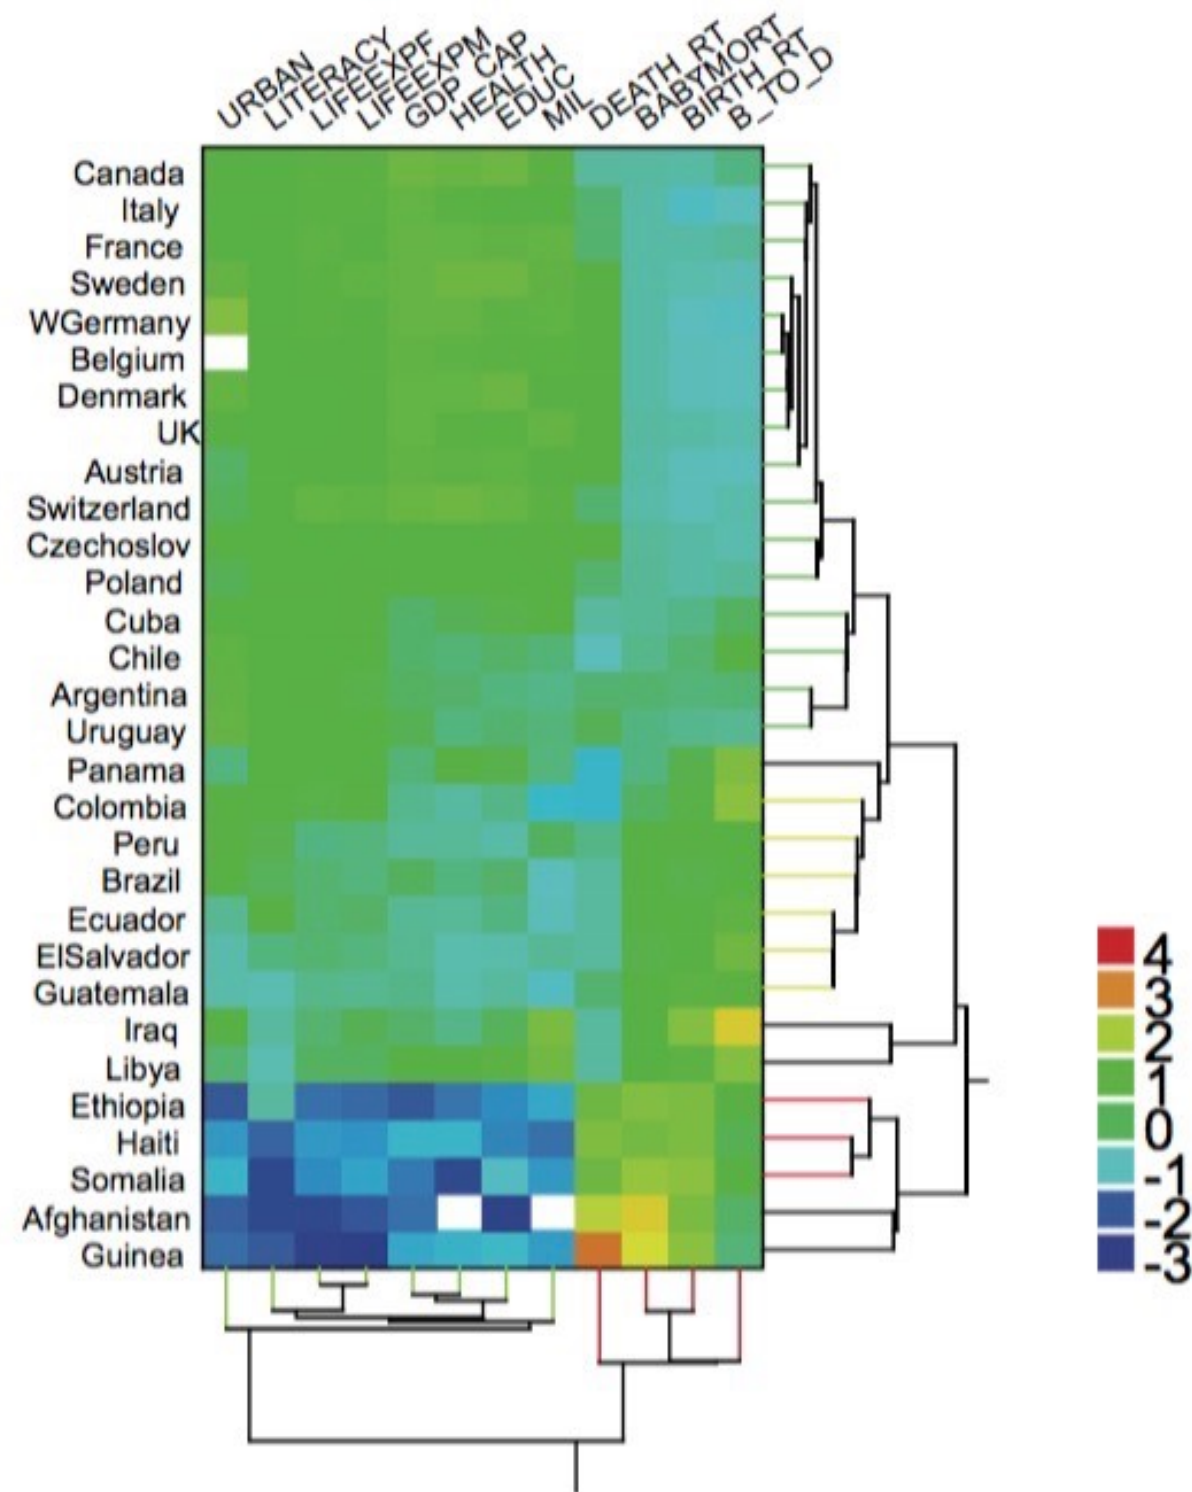 URBAN
LITERACY
LIFEEXPF
LIFEEXPM
GDP_CAP
HEALTH
EDUC
MIL
DEATH_RT
BABYMORT
BIRTH_RT
B_TO_D
Canada
Italy
France
Sweden
WGermany
Belgium
Denmark
UK
Austria
Switzerland
Czechoslov
Poland
Cuba
Chile
Argentina
Uruguay
Panama
Colombia
Peru
Brazil
Ecuador
ElSalvador
Guatemala
Iraq
Libya
Ethiopia
Haiti
Somalia
Afghanistan
Guinea
4
3
2
1
0
-1
-2
-3